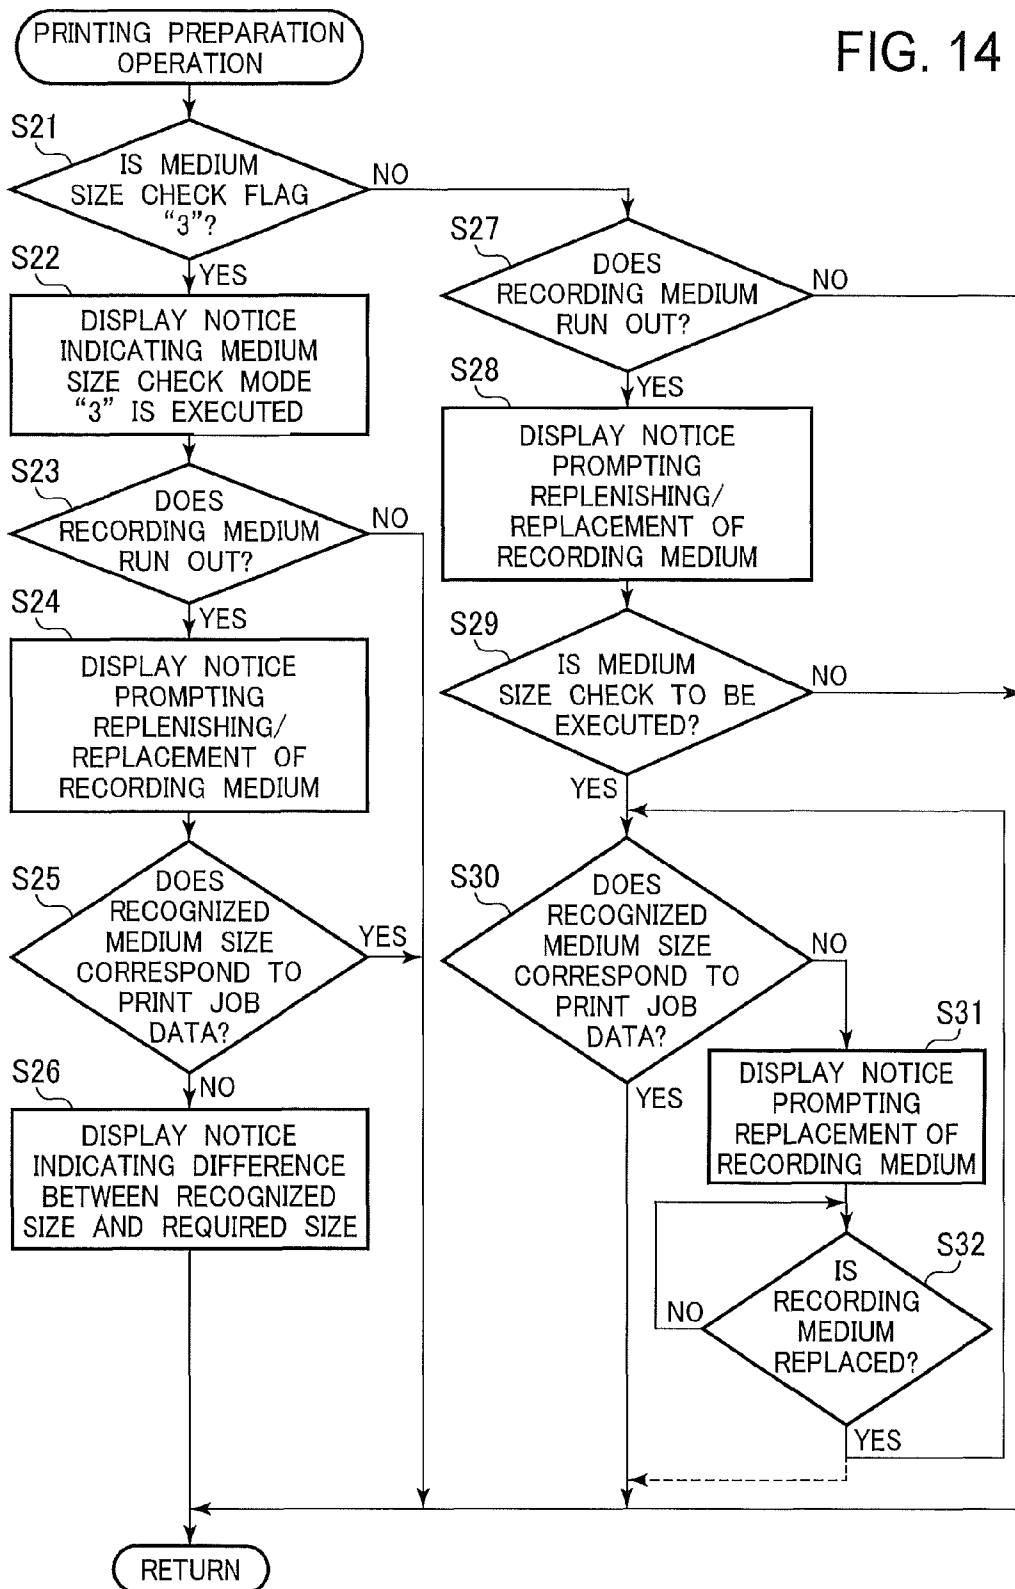 PRINTING PREPARATION
OPERATION
FIG. 14
S21
IS MEDIUM
SIZE CHECK FLAG
“3”?
NO
YES
S22
DISPLAY NOTICE
INDICATING MEDIUM
SIZE CHECK MODE
“3” IS EXECUTED
S23
DOES
RECORDING MEDIUM
RUN OUT?
NO
YES
S24
DISPLAY NOTICE
PROMPTING
REPLENISHING/
REPLACEMENT OF
RECORDING MEDIUM
S25
DOES
RECOGNIZED
MEDIUM SIZE
CORRESPOND TO
PRINT JOB
DATA?
YES
NO
S26
DISPLAY NOTICE
INDICATING DIFFERENCE
BETWEEN RECOGNIZED
SIZE AND REQUIRED SIZE
S27
DOES
RECORDING MEDIUM
RUN OUT?
NO
YES
S28
DISPLAY NOTICE
PROMPTING
REPLENISHING/
REPLACEMENT OF
RECORDING MEDIUM
S29
IS MEDIUM
SIZE CHECK TO BE
EXECUTED?
NO
YES
S30
DOES
RECOGNIZED
MEDIUM SIZE
CORRESPOND TO
PRINT JOB
DATA?
NO
YES
S31
DISPLAY NOTICE
PROMPTING
REPLACEMENT OF
RECORDING MEDIUM
S32
IS
RECORDING
MEDIUM
REPLACED?
NO
YES
RETURN